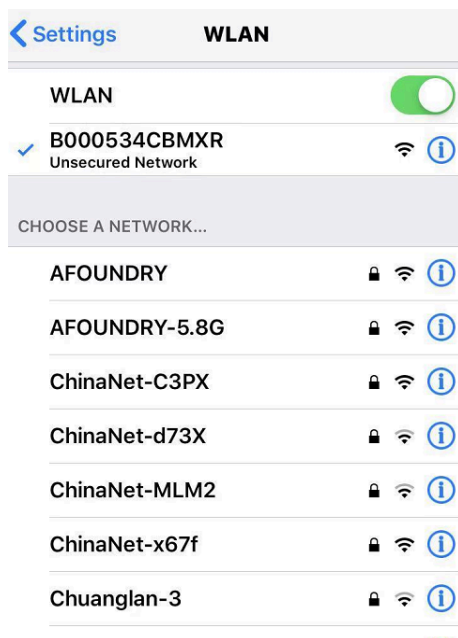 Settings WLAN
WLAN
B000534CBMXR
Unsecured Network
CHOOSE A NETWORK...
AFOUNDRY
AFOUNDRY-5.8G
ChinaNet-C3PX
ChinaNet-d73X
ChinaNet-MLM2
ChinaNet-x67f
Chuanglan-3